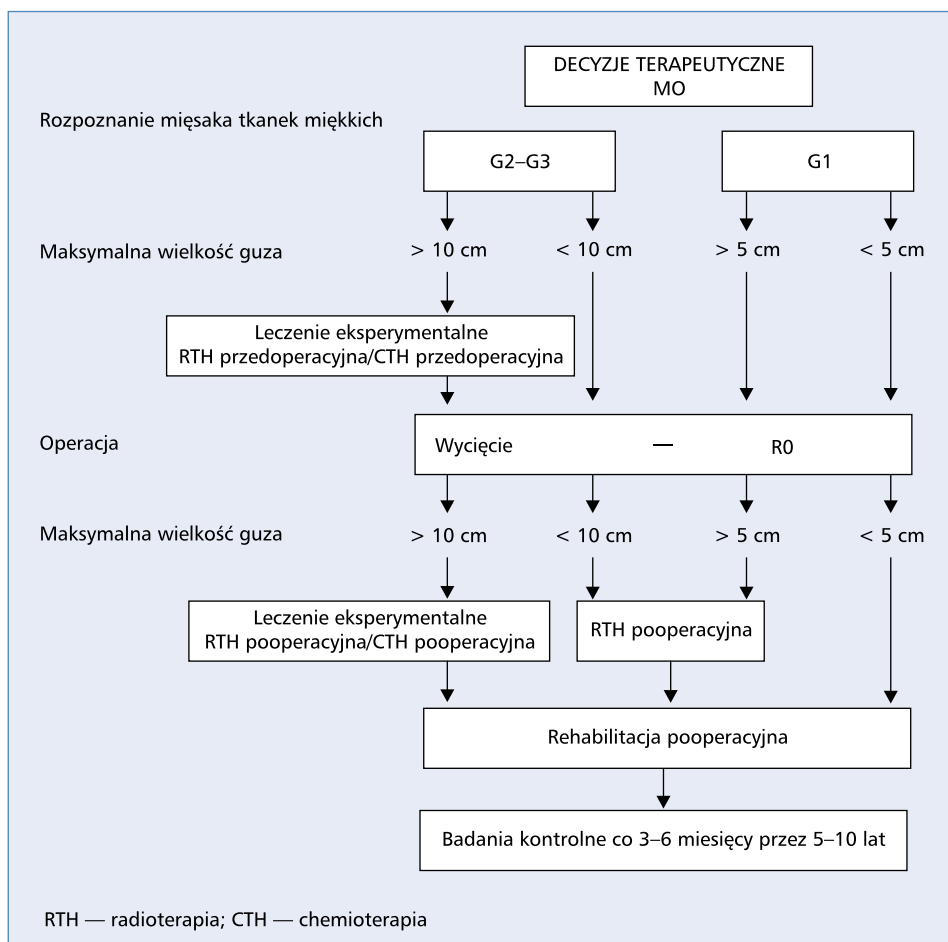 DECYZJE TERAPEUTYCZNE
MO
Rozpoznanie mięsaka tkanek miękkich
G2–G3
G1
Maksymalna wielkość guza
> 10 cm
< 10 cm
> 5 cm
< 5 cm
Leczenie eksperymentalne
RTH przedoperacyjna/CTH przedoperacyjna
Operacja
Wycięcie — R0
Maksymalna wielkość guza
> 10 cm
< 10 cm
> 5 cm
< 5 cm
Leczenie eksperymentalne
RTH pooperacyjna/CTH pooperacyjna
RTH pooperacyjna
Rehabilitacja pooperacyjna
Badania kontrolne co 3–6 miesięcy przez 5–10 lat
RTH — radioterapia; CTH — chemioterapia